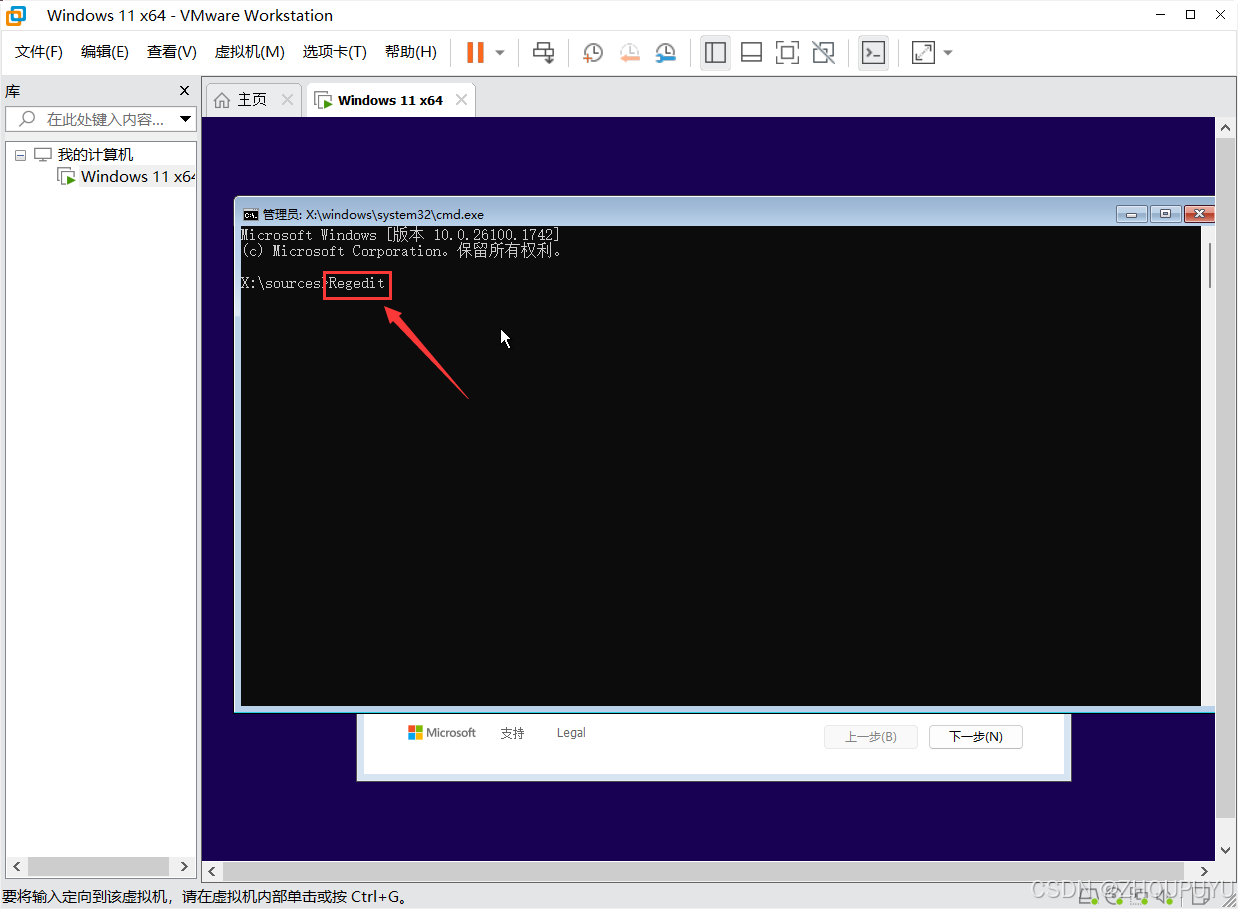 Windows 11 x64 - VMware Workstation
文件(F) 编辑(E) 查看(V) 虚拟机(M) 选项卡(T) 帮助(H)
库
在此处键入内容...
主页
Windows 11 x64
我的计算机
Windows 11 x64
管理员: X:\windows\system32\cmd.exe
Microsoft Windows [版本 10.0.26100.1742]
(c) Microsoft Corporation。保留所有权利。
X:\sources>Regedit
Microsoft 支持 Legal 上一步(B) 下一步(N)
要将输入定向到该虚拟机，请在虚拟机内部单击或按 Ctrl+G。
CSDN @ZHOUPUYU